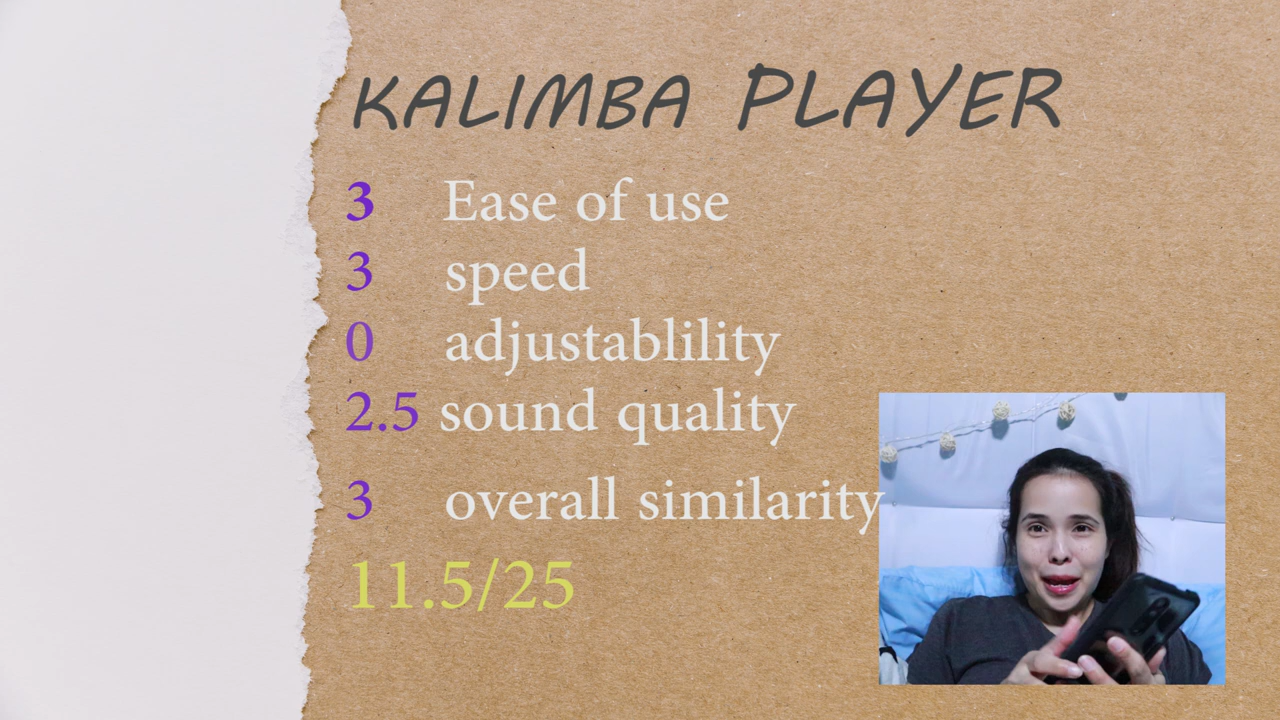 KALIMBA PLAYER
3 Ease of use
3 speed
0 adjustablility
2.5 sound quality
3 overall similarity
11.5/25